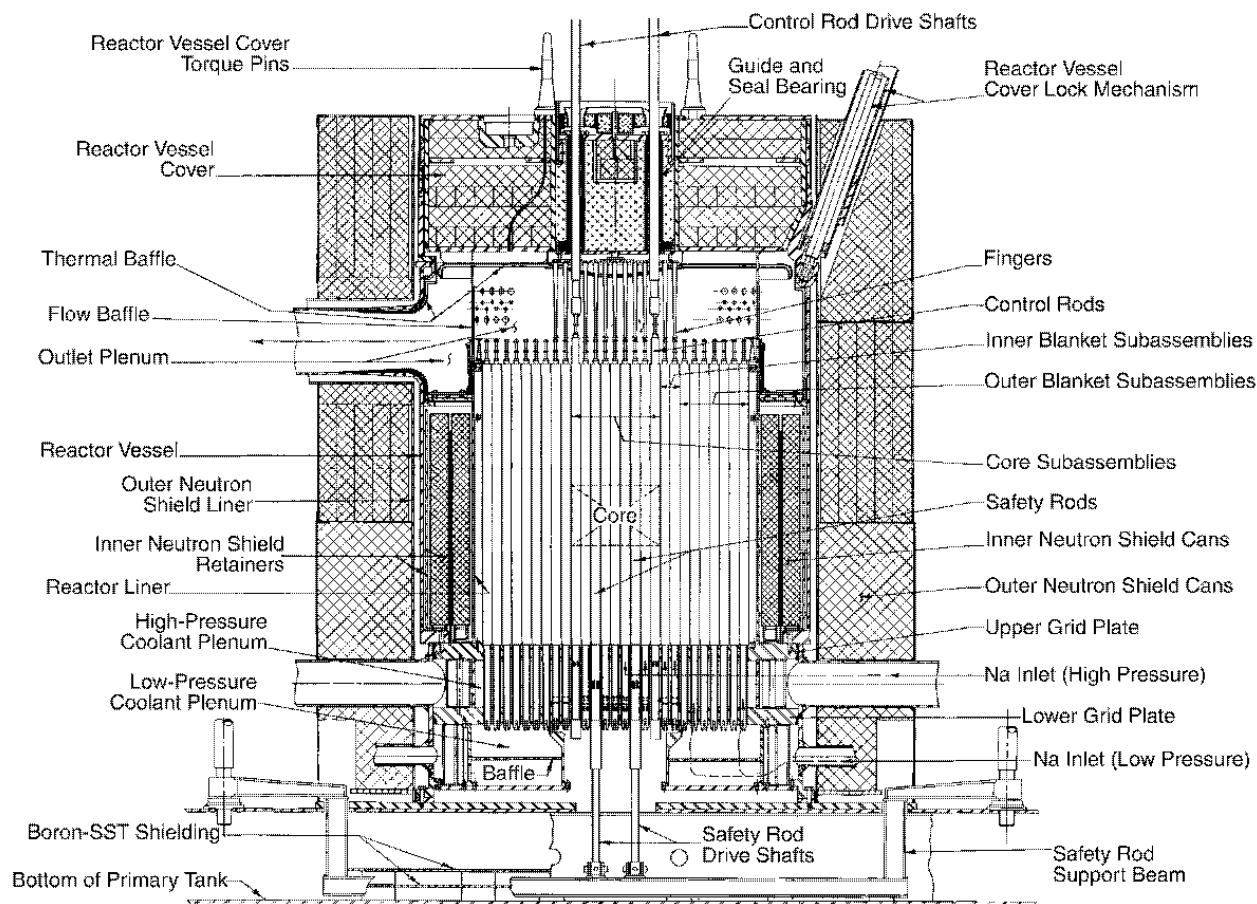 Control Rod Drive Shafts
Reactor Vessel Cover
Torque Pins
Guide and
Seal Bearing
Reactor Vessel
Cover Lock Mechanism
Reactor Vessel
Cover
Thermal Baffle
Fingers
Flow Baffle
Control Rods
Outlet Plenum
Inner Blanket Subassemblies
Outer Blanket Subassemblies
Reactor Vessel
Core Subassemblies
Outer Neutron
Shield Liner
Safety Rods
Core
Inner Neutron Shield
Retainers
Inner Neutron Shield Cans
Reactor Liner
Outer Neutron Shield Cans
High-Pressure
Coolant Plenum
Upper Grid Plate
Low-Pressure
Coolant Plenum
Na Inlet (High Pressure)
Lower Grid Plate
Baffle
Na Inlet (Low Pressure)
Boron-SST Shielding
Safety Rod
Drive Shafts
Safety Rod
Support Beam
Bottom of Primary Tank